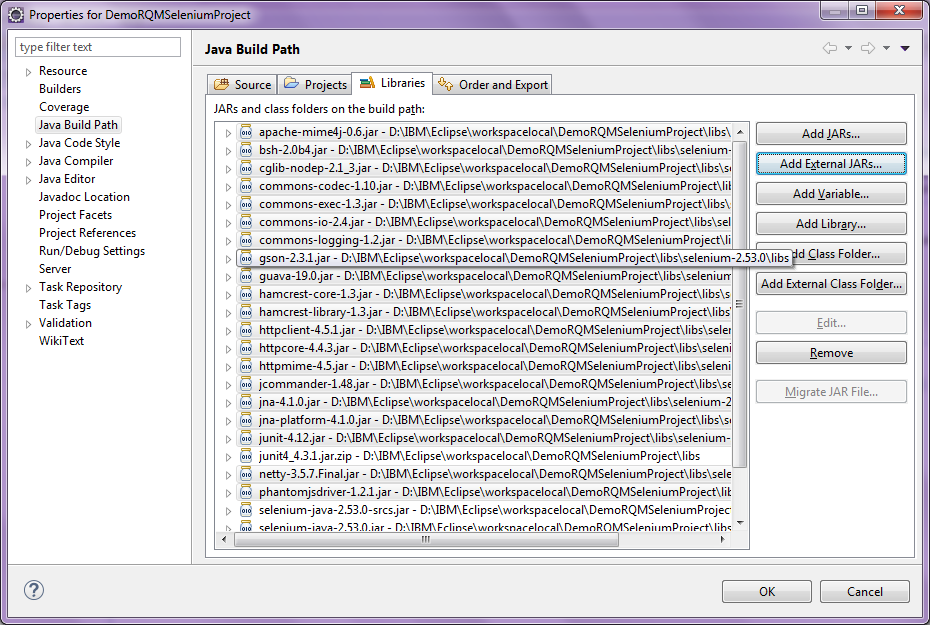 Properties for DemoRQMSeleniumProject
type filter text
Resource
Builders
Coverage
Java Build Path
Java Code Style
Java Compiler
Java Editor
Javadoc Location
Project Facets
Project References
Run/Debug Settings
Server
Task Repository
Task Tags
Validation
WikiText
Java Build Path
Source Projects Libraries Order and Export
JARs and class folders on the build path:
apache-mime4j-0.6.jar - D:\IBM\Eclipse\workspacelocal\DemoRQMSeleniumProject\libs\
bsh-2.0b4.jar - D:\IBM\Eclipse\workspacelocal\DemoRQMSeleniumProject\libs\selenium-
cglib-nodep-2.1_3.jar - D:\IBM\Eclipse\workspacelocal\DemoRQMSeleniumProject\libs\se
commons-codec-1.10.jar - D:\IBM\Eclipse\workspacelocal\DemoRQMSeleniumProject\li
commons-exec-1.3.jar - D:\IBM\Eclipse\workspacelocal\DemoRQMSeleniumProject\libs\
commons-io-2.4.jar - D:\IBM\Eclipse\workspacelocal\DemoRQMSeleniumProject\libs\sel
commons-logging-1.2.jar - D:\IBM\Eclipse\workspacelocal\DemoRQMSeleniumProject\li
gson-2.3.1.jar - D:\IBM\Eclipse\workspacelocal\DemoRQMSeleniumProject\libs\selenium-2.53.0\libs
guava-19.0.jar - D:\IBM\Eclipse\workspacelocal\DemoRQMSeleniumProject\libs\selenium
hamcrest-core-1.3.jar - D:\IBM\Eclipse\workspacelocal\DemoRQMSeleniumProject\libs\s
hamcrest-library-1.3.jar - D:\IBM\Eclipse\workspacelocal\DemoRQMSeleniumProject\lib
httpclient-4.5.1.jar - D:\IBM\Eclipse\workspacelocal\DemoRQMSeleniumProject\libs\seler
httpcore-4.4.3.jar - D:\IBM\Eclipse\workspacelocal\DemoRQMSeleniumProject\libs\seleni
httpmime-4.5.jar - D:\IBM\Eclipse\workspacelocal\DemoRQMSeleniumProject\libs\seleni
jcommander-1.48.jar - D:\IBM\Eclipse\workspacelocal\DemoRQMSeleniumProject\libs\se
jna-4.1.0.jar - D:\IBM\Eclipse\workspacelocal\DemoRQMSeleniumProject\libs\selenium-2
jna-platform-4.1.0.jar - D:\IBM\Eclipse\workspacelocal\DemoRQMSeleniumProject\libs\se
junit-4.12.jar - D:\IBM\Eclipse\workspacelocal\DemoRQMSeleniumProject\libs\selenium-
junit4_4.3.1.jar.zip - D:\IBM\Eclipse\workspacelocal\DemoRQMSeleniumProject\libs
netty-3.5.7.Final.jar - D:\IBM\Eclipse\workspacelocal\DemoRQMSeleniumProject\libs\sele
phantomjsdriver-1.2.1.jar - D:\IBM\Eclipse\workspacelocal\DemoRQMSeleniumProject\lib
selenium-java-2.53.0-srcs.jar - D:\IBM\Eclipse\workspacelocal\DemoRQMSeleniumProject
selenium-java-2.53.0.jar - D:\IBM\Eclipse\workspacelocal\DemoRQMSeleniumProject\libs
Add JARs...
Add External JARs...
Add Variable...
Add Library...
dd Class Folder...
Add External Class Folder...
Edit...
Remove
Migrate JAR File...
OK Cancel